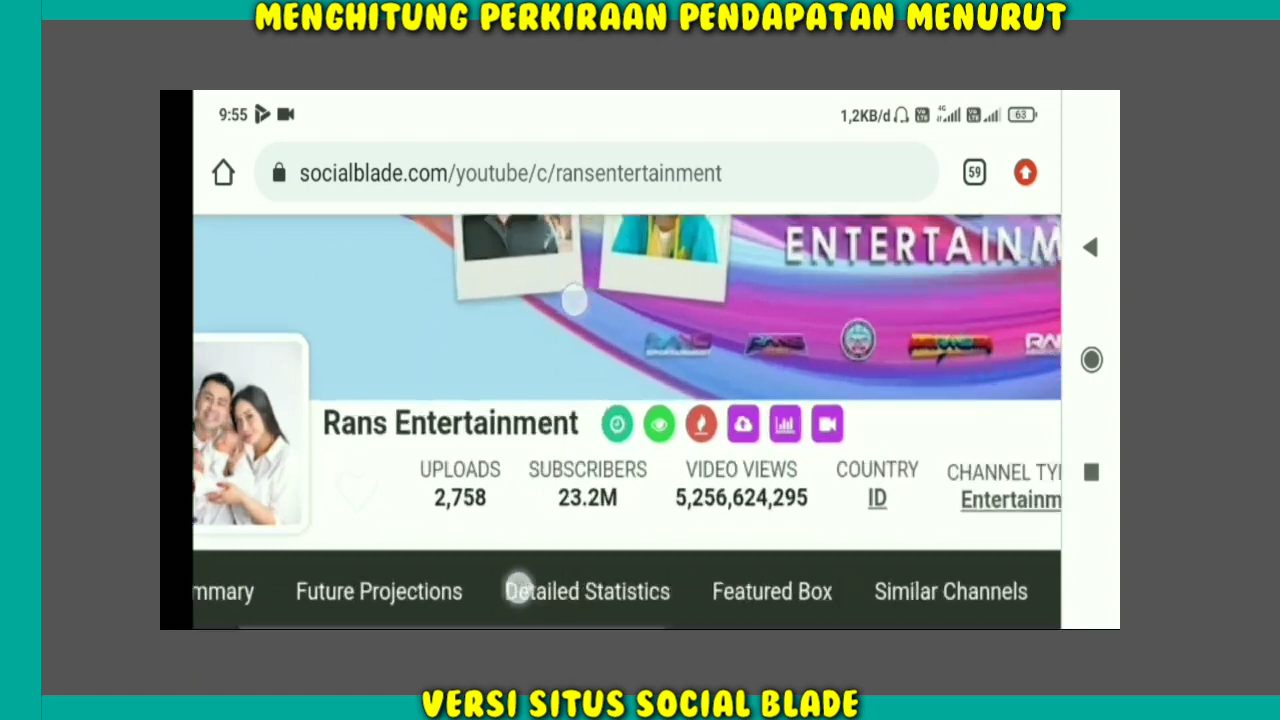 MENGHITUNG PERKIRAAN PENDAPATAN MENURUT
9:55
1,2KB/d
4G
63
socialblade.com/youtube/c/ransentertainment
59
ENTERTAINM
RANS
Rans Entertainment
UPLOADS SUBSCRIBERS VIDEO VIEWS COUNTRY CHANNEL TY
2,758 23.2M 5,256,624,295 ID Entertainm
mmary Future Projections Detailed Statistics Featured Box Similar Channels
VERSI SITUS SOCIAL BLADE